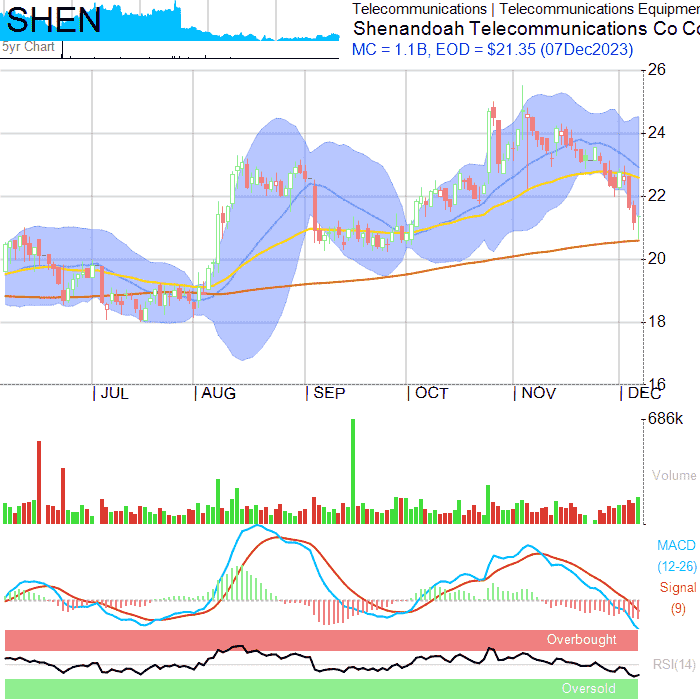 SHEN
5yr Chart
Telecommunications | Telecommunications Equipmen
Shenandoah Telecommunications Co Co
MC = 1.1B, EOD = $21.35 (07Dec2023)
26
24
22
20
18
16
JUL AUG SEP OCT NOV DEC
686k
Volume
MACD
(12-26)
Signal
(9)
Overbought
RSI(14)
Oversold